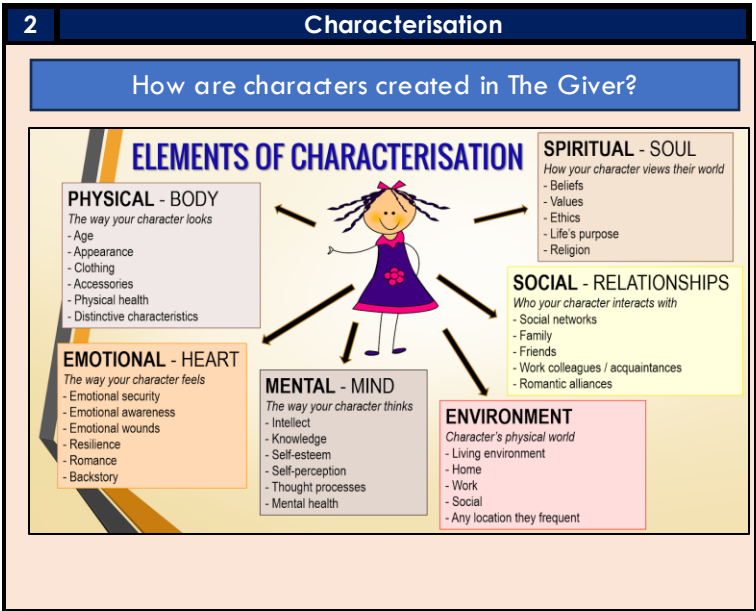 2
Characterisation
How are characters created in The Giver?
ELEMENTS OF CHARACTERISATION
PHYSICAL - BODY
The way your character looks
- Age
- Appearance
- Clothing
- Accessories
- Physical health
- Distinctive characteristics
SPIRITUAL - SOUL
How your character views their world
- Beliefs
- Values
- Ethics
- Life's purpose
- Religion
SOCIAL - RELATIONSHIPS
Who your character interacts with
- Social networks
- Family
- Friends
- Work colleagues / acquaintances
- Romantic alliances
EMOTIONAL - HEART
The way your character feels
- Emotional security
- Emotional awareness
- Emotional wounds
- Resilience
- Romance
- Backstory
MENTAL - MIND
The way your character thinks
- Intellect
- Knowledge
- Self-esteem
- Self-perception
- Thought processes
- Mental health
ENVIRONMENT
Character's physical world
- Living environment
- Home
- Work
- Social
- Any location they frequent